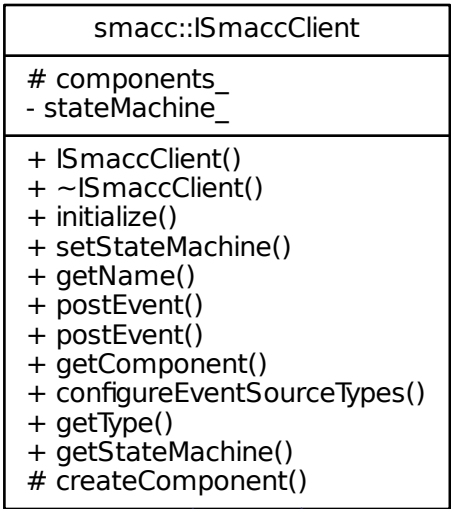 smacc::ISmaccClient
# components_
- stateMachine_
+ ISmaccClient()
+ ~ISmaccClient()
+ initialize()
+ setStateMachine()
+ getName()
+ postEvent()
+ postEvent()
+ getComponent()
+ configureEventSourceTypes()
+ getType()
+ getStateMachine()
# createComponent()